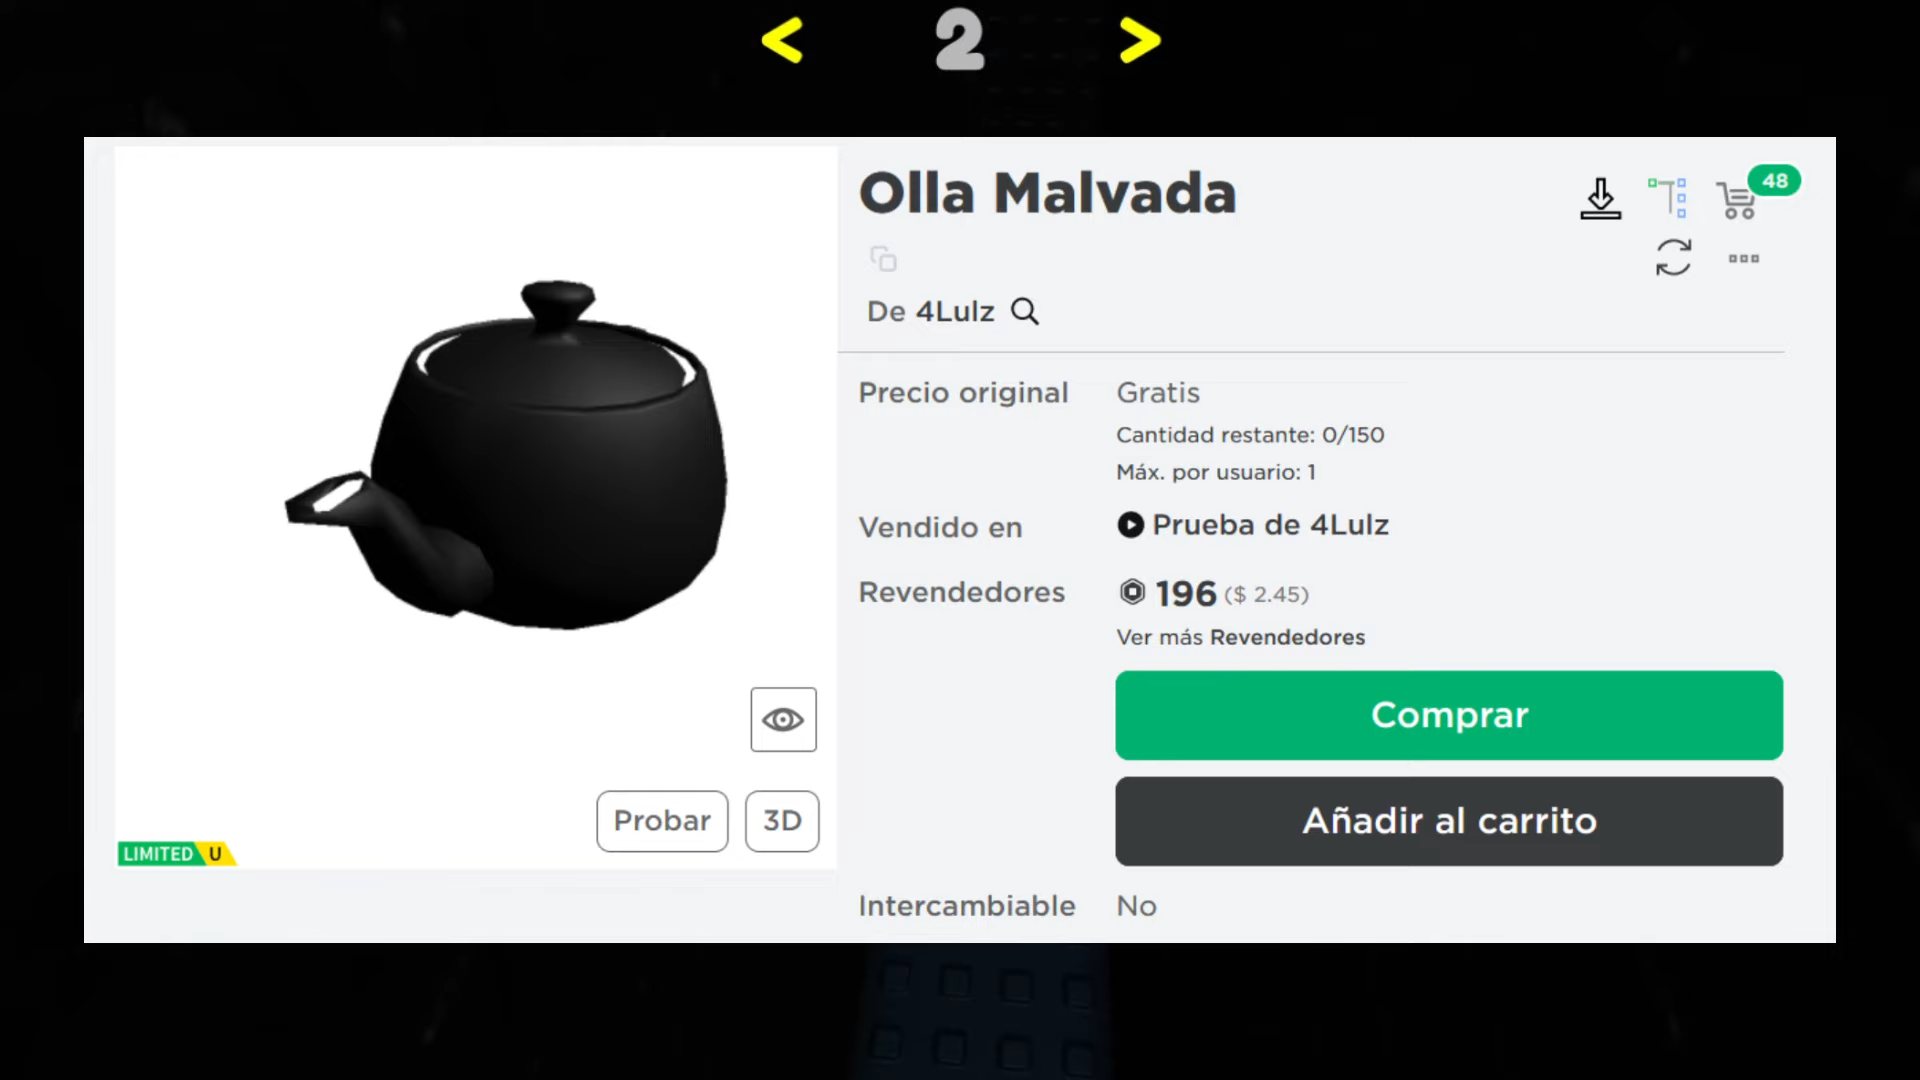 < 2 >
Olla Malvada
48
De 4Lulz
Precio original Gratis
Cantidad restante: 0/150
Máx. por usuario: 1
Vendido en Prueba de 4Lulz
Revendedores 196 ($ 2.45)
Ver más Revendedores
Comprar
Probar 3D
Añadir al carrito
LIMITED U
Intercambiable No